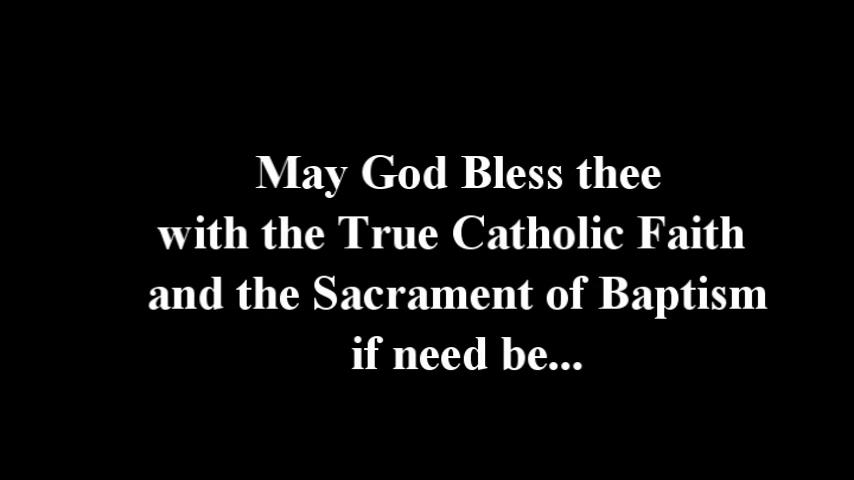 May God Bless thee
with the True Catholic Faith
and the Sacrament of Baptism
if need be...